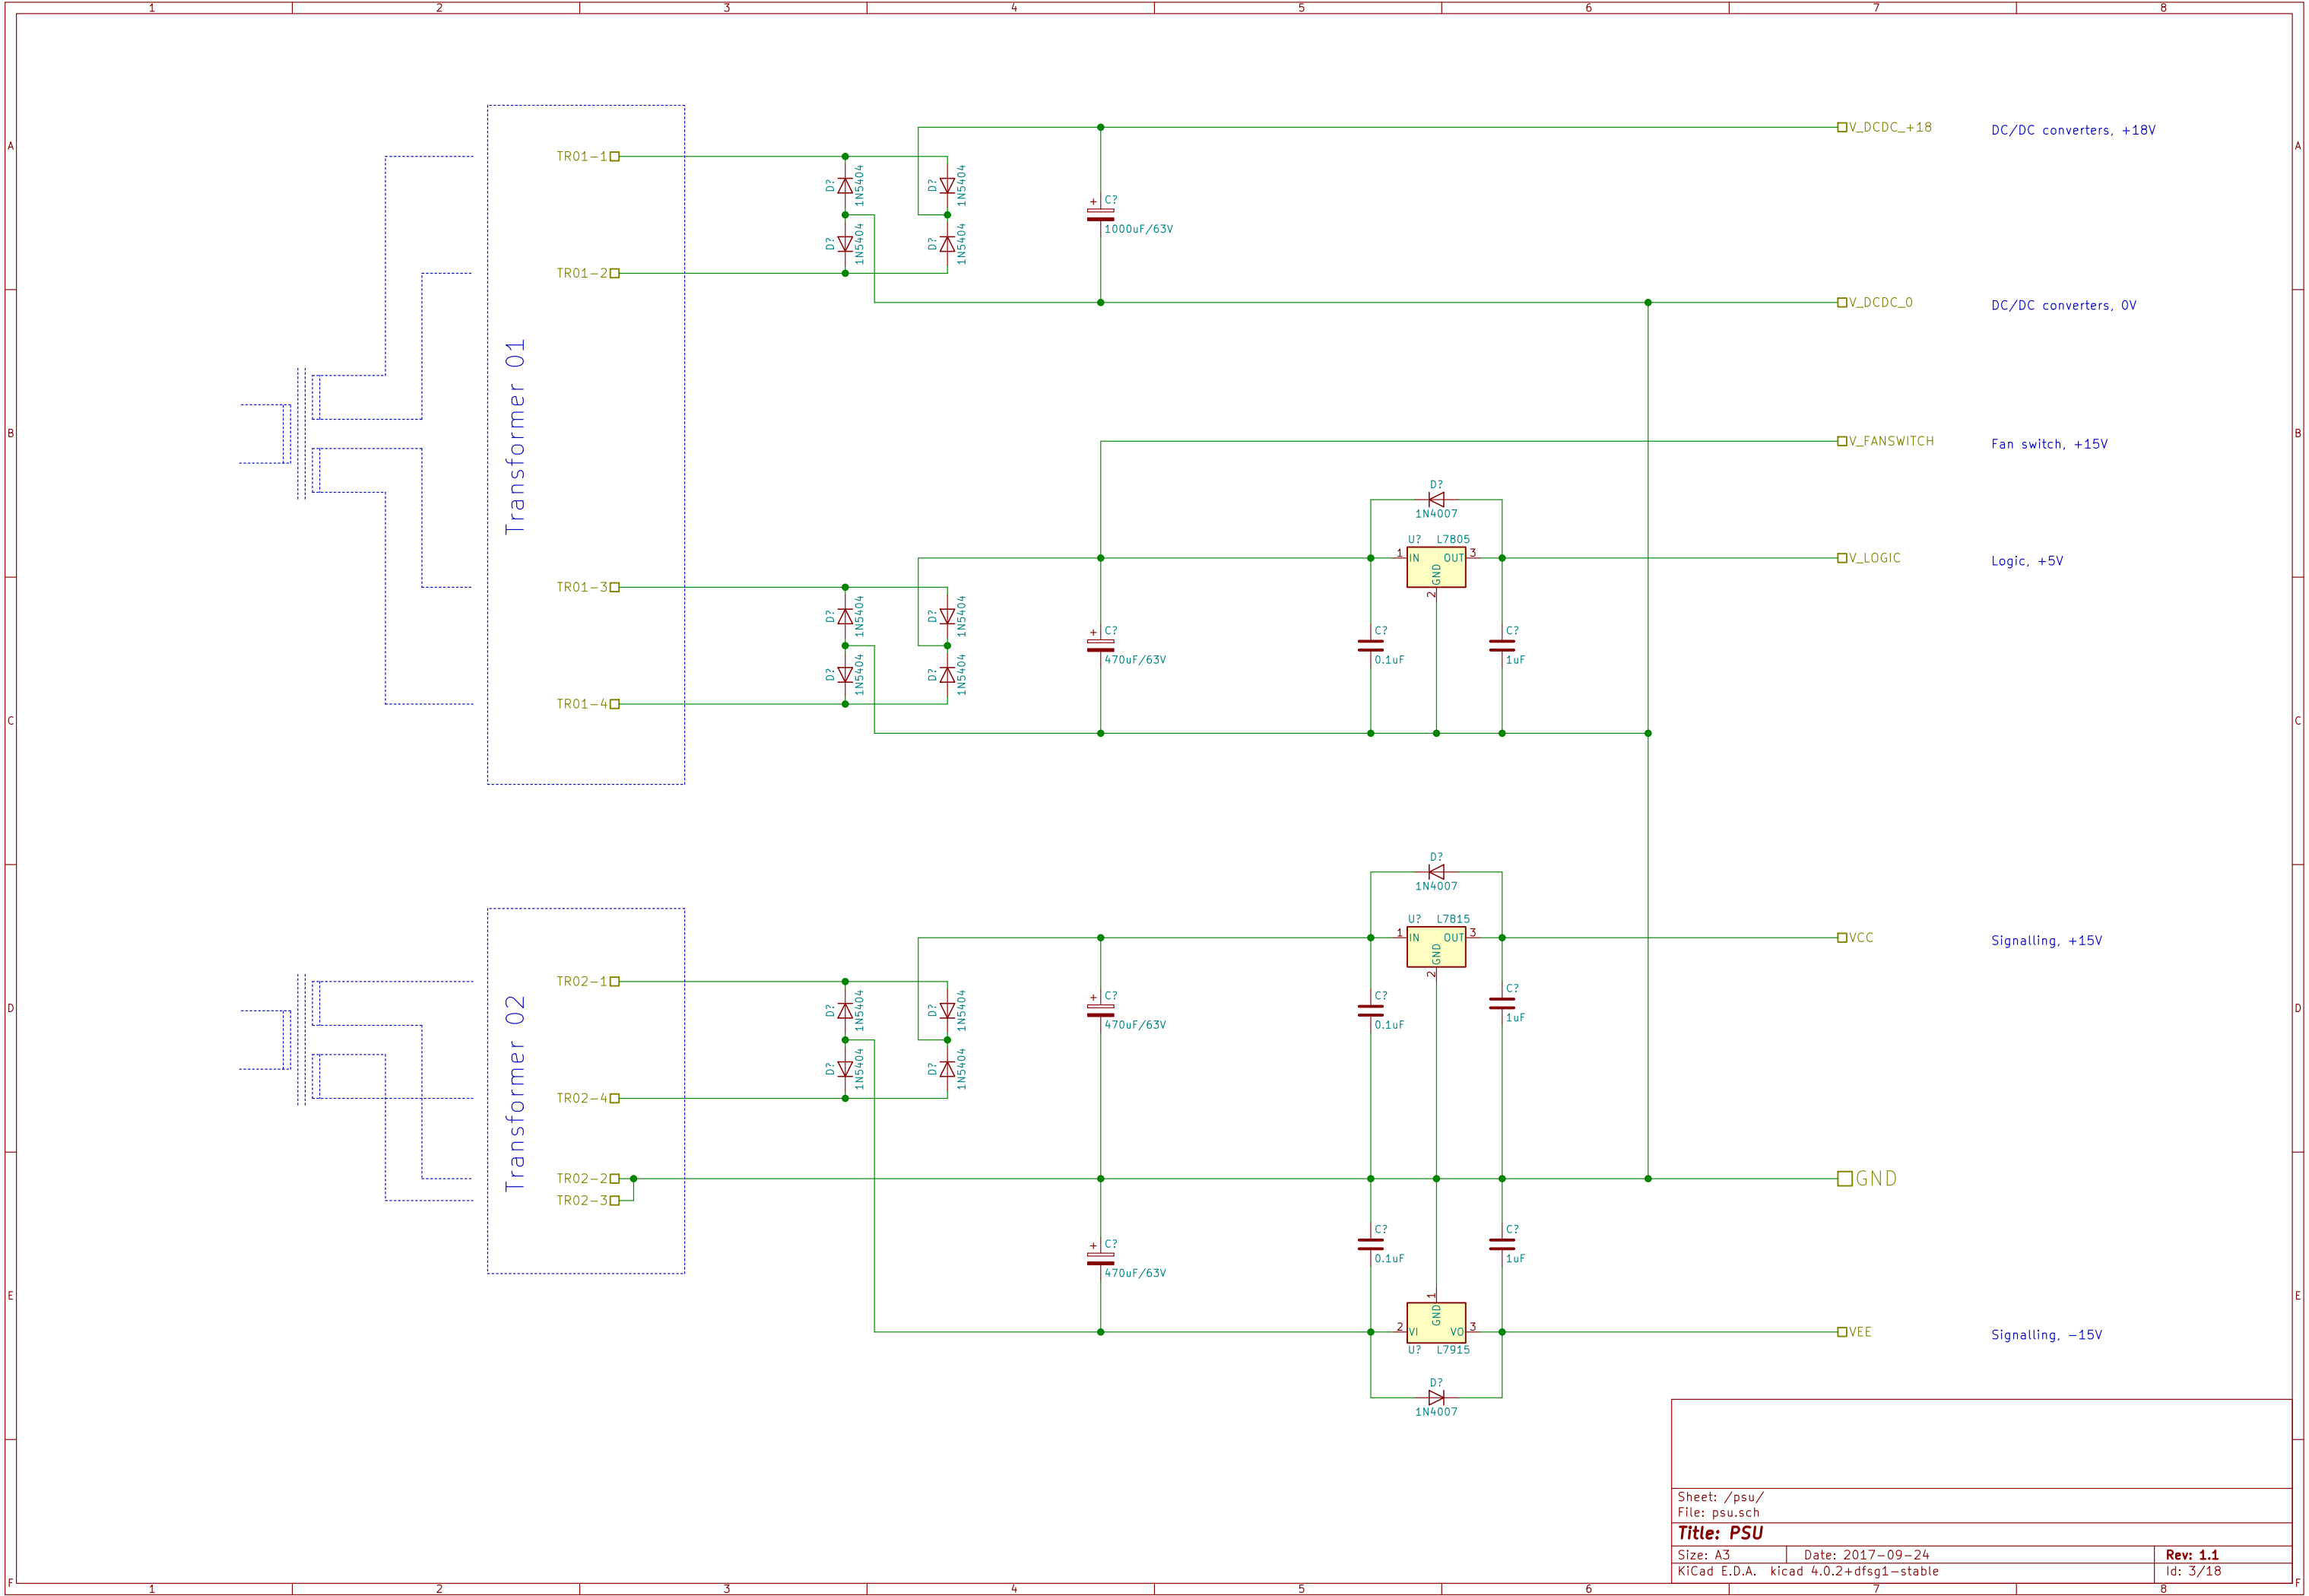 1 2 3 4 5 6 7 8
A A
B B
C C
D D
E E
F F
V_DCDC_+18 DC/DC converters, +18V
TR01-1
D? 1N5404
D? 1N5404
C?
1000uF/63V
D? 1N5404
D? 1N5404
TR01-2
V_DCDC_0 DC/DC converters, 0V
Transformer 01
V_FANSWITCH Fan switch, +15V
D?
1N4007
U? L7805
1 IN OUT 3
GND
2
V_LOGIC Logic, +5V
TR01-3
D? 1N5404
D? 1N5404
+ C?
470uF/63V
C?
0.1uF
C?
1uF
D? 1N5404
D? 1N5404
TR01-4
D?
1N4007
U? L7815
1 IN OUT 3
GND
2
VCC Signalling, +15V
TR02-1
D? 1N5404
D? 1N5404
+ C?
470uF/63V
C?
0.1uF
C?
1uF
Transformer 02
D? 1N5404
D? 1N5404
TR02-4
TR02-2
TR02-3
GND
+ C?
470uF/63V
C?
0.1uF
C?
1uF
1
GND
2 VI VO 3
U? L7915
VEE Signalling, -15V
D?
1N4007
Sheet: /psu/
File: psu.sch
Title: PSU
Size: A3 Date: 2017-09-24 Rev: 1.1
KiCad E.D.A. kicad 4.0.2+dfsg1-stable Id: 3/18
1 2 3 4 5 6 7 8